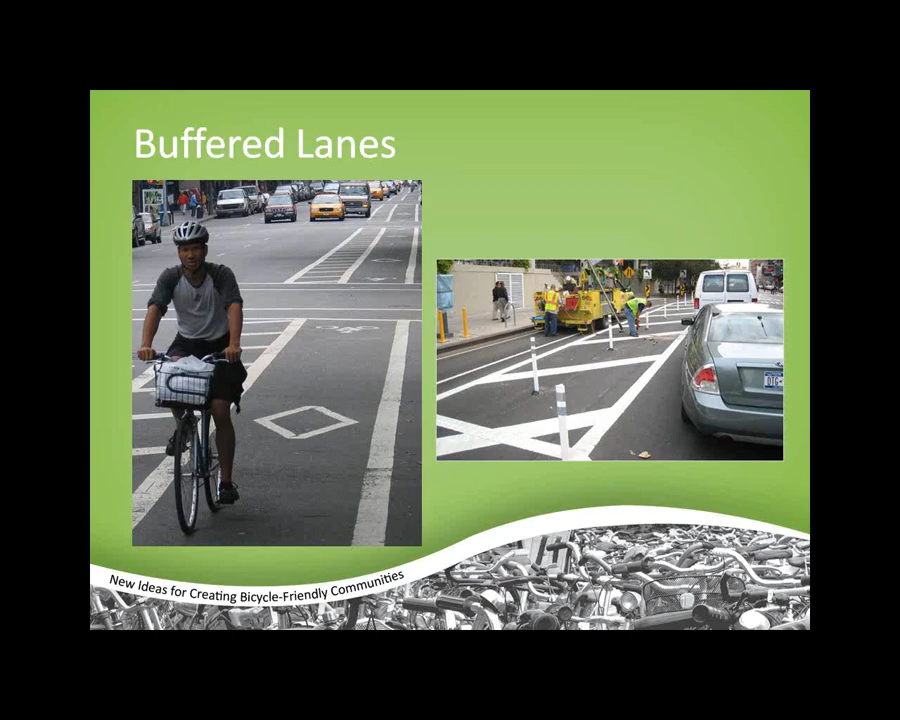 Buffered Lanes
New Ideas for Creating Bicycle-Friendly Communities